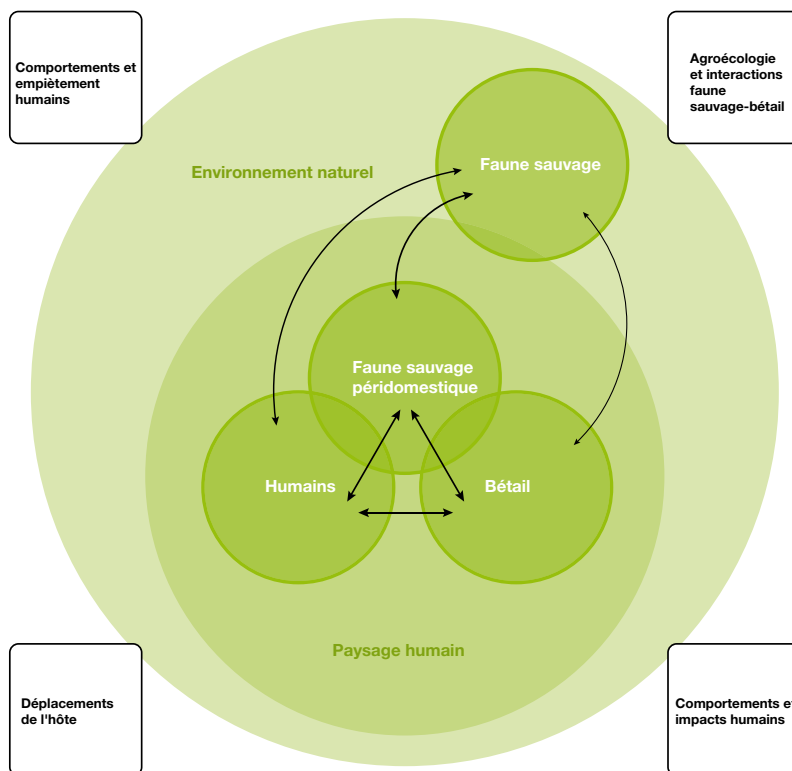 Comportements et
empiètement
humains
Agroécologie
et interactions
faune
sauvage-bétail
Environnement naturel
Faune sauvage
Faune sauvage
péridomestique
Humains
Bétail
Paysage humain
Déplacements
de l'hôte
Comportements et
impacts humains